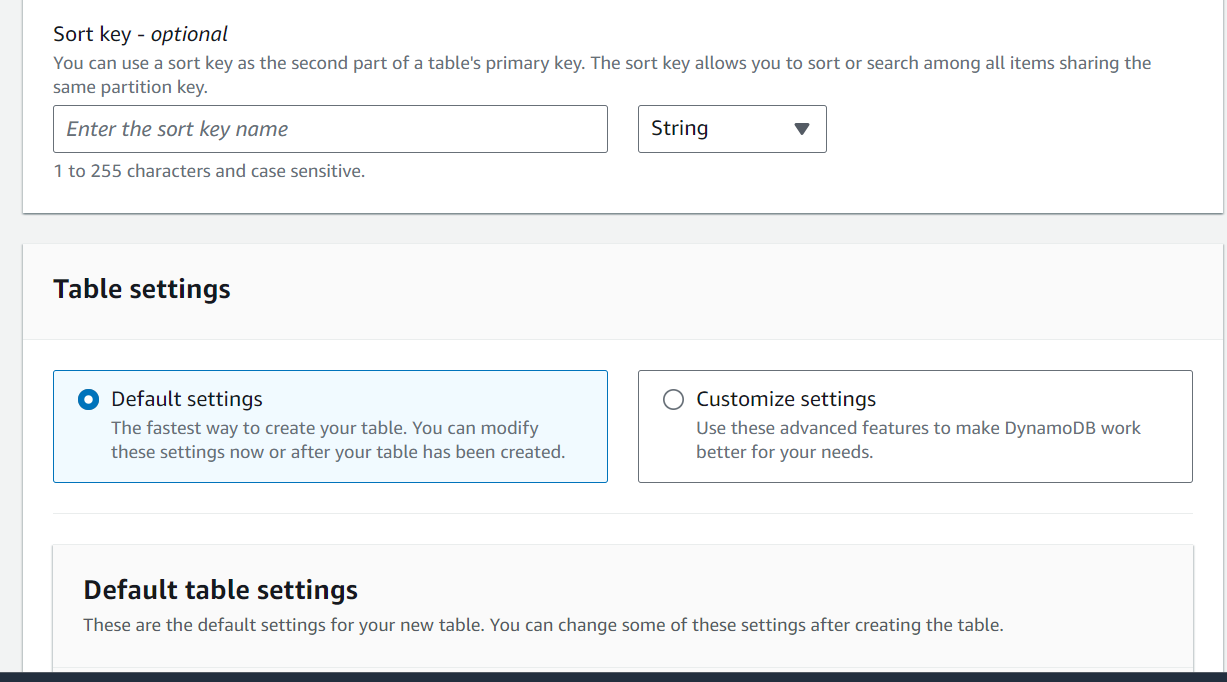 Sort key - optional
You can use a sort key as the second part of a table's primary key. The sort key allows you to sort or search among all items sharing the
same partition key.
Enter the sort key name
String
1 to 255 characters and case sensitive.
Table settings
Default settings
The fastest way to create your table. You can modify
these settings now or after your table has been created.
Customize settings
Use these advanced features to make DynamoDB work
better for your needs.
Default table settings
These are the default settings for your new table. You can change some of these settings after creating the table.